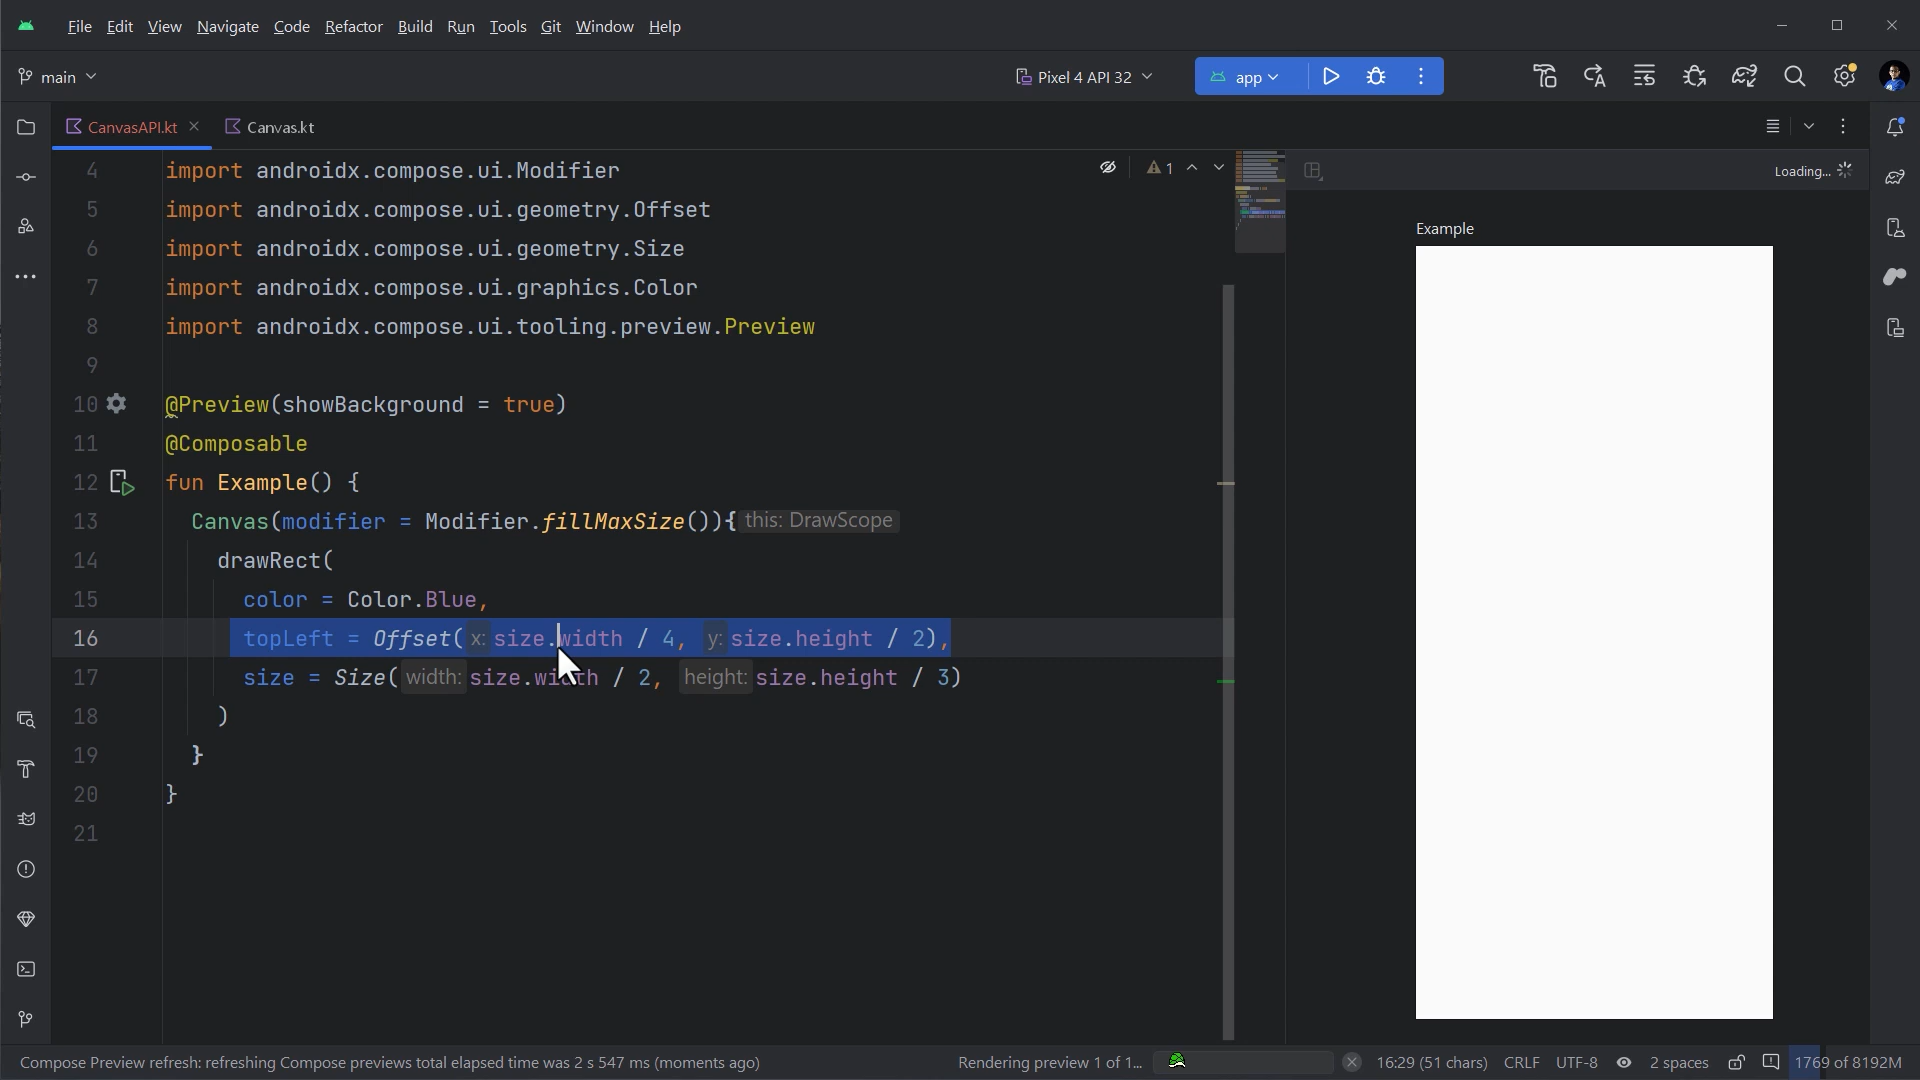 File Edit View Navigate Code Refactor Build Run Tools Git Window Help
main Pixel 4 API 32 app
CanvasAPI.kt Canvas.kt
4 import androidx.compose.ui.Modifier 1 Loading...
5 import androidx.compose.ui.geometry.Offset
Example
6 import androidx.compose.ui.geometry.Size
7 import androidx.compose.ui.graphics.Color
8 import androidx.compose.ui.tooling.preview.Preview
9
10 @Preview(showBackground = true)
11 @Composable
12 fun Example() {
13 Canvas(modifier = Modifier.fillMaxSize()){ this: DrawScope
14 drawRect(
15 color = Color.Blue,
16 topLeft = Offset( x: size.width / 4, y: size.height / 2),
17 size = Size( width: size.width / 2, height: size.height / 3)
18 )
19 }
20 }
21
Compose Preview refresh: refreshing Compose previews total elapsed time was 2 s 547 ms (moments ago) Rendering preview 1 of 1... 16:29 (51 chars) CRLF UTF-8 2 spaces 1769 of 8192M